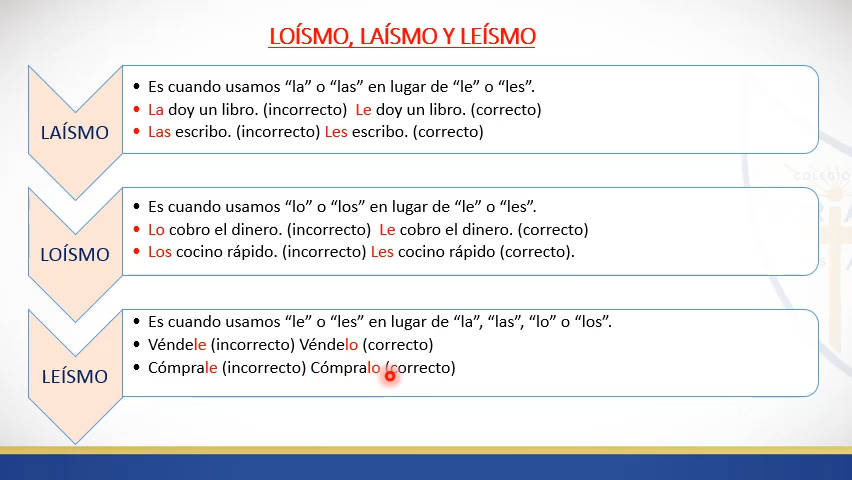 LOÍSMO, LAÍSMO Y LEÍSMO
LAÍSMO
• Es cuando usamos “la” o “las” en lugar de “le” o “les”.
• La doy un libro. (incorrecto) Le doy un libro. (correcto)
• Las escribo. (incorrecto) Les escribo. (correcto)
LOÍSMO
• Es cuando usamos “lo” o “los” en lugar de “le” o “les”.
• Lo cobro el dinero. (incorrecto) Le cobro el dinero. (correcto)
• Los cocino rápido. (incorrecto) Les cocino rápido (correcto).
LEÍSMO
• Es cuando usamos “le” o “les” en lugar de “la”, “las”, “lo” o “los”.
• Véndele (incorrecto) Véndelo (correcto)
• Cómprale (incorrecto) Cómpralo (correcto)
COLEGIO